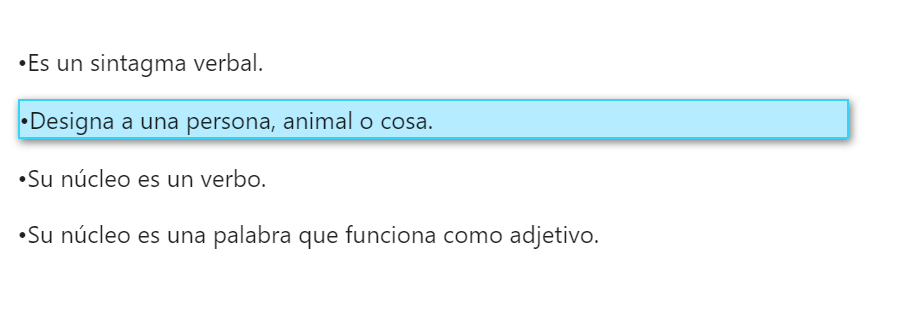 •Es un sintagma verbal.
•Designa a una persona, animal o cosa.
•Su núcleo es un verbo.
•Su núcleo es una palabra que funciona como adjetivo.